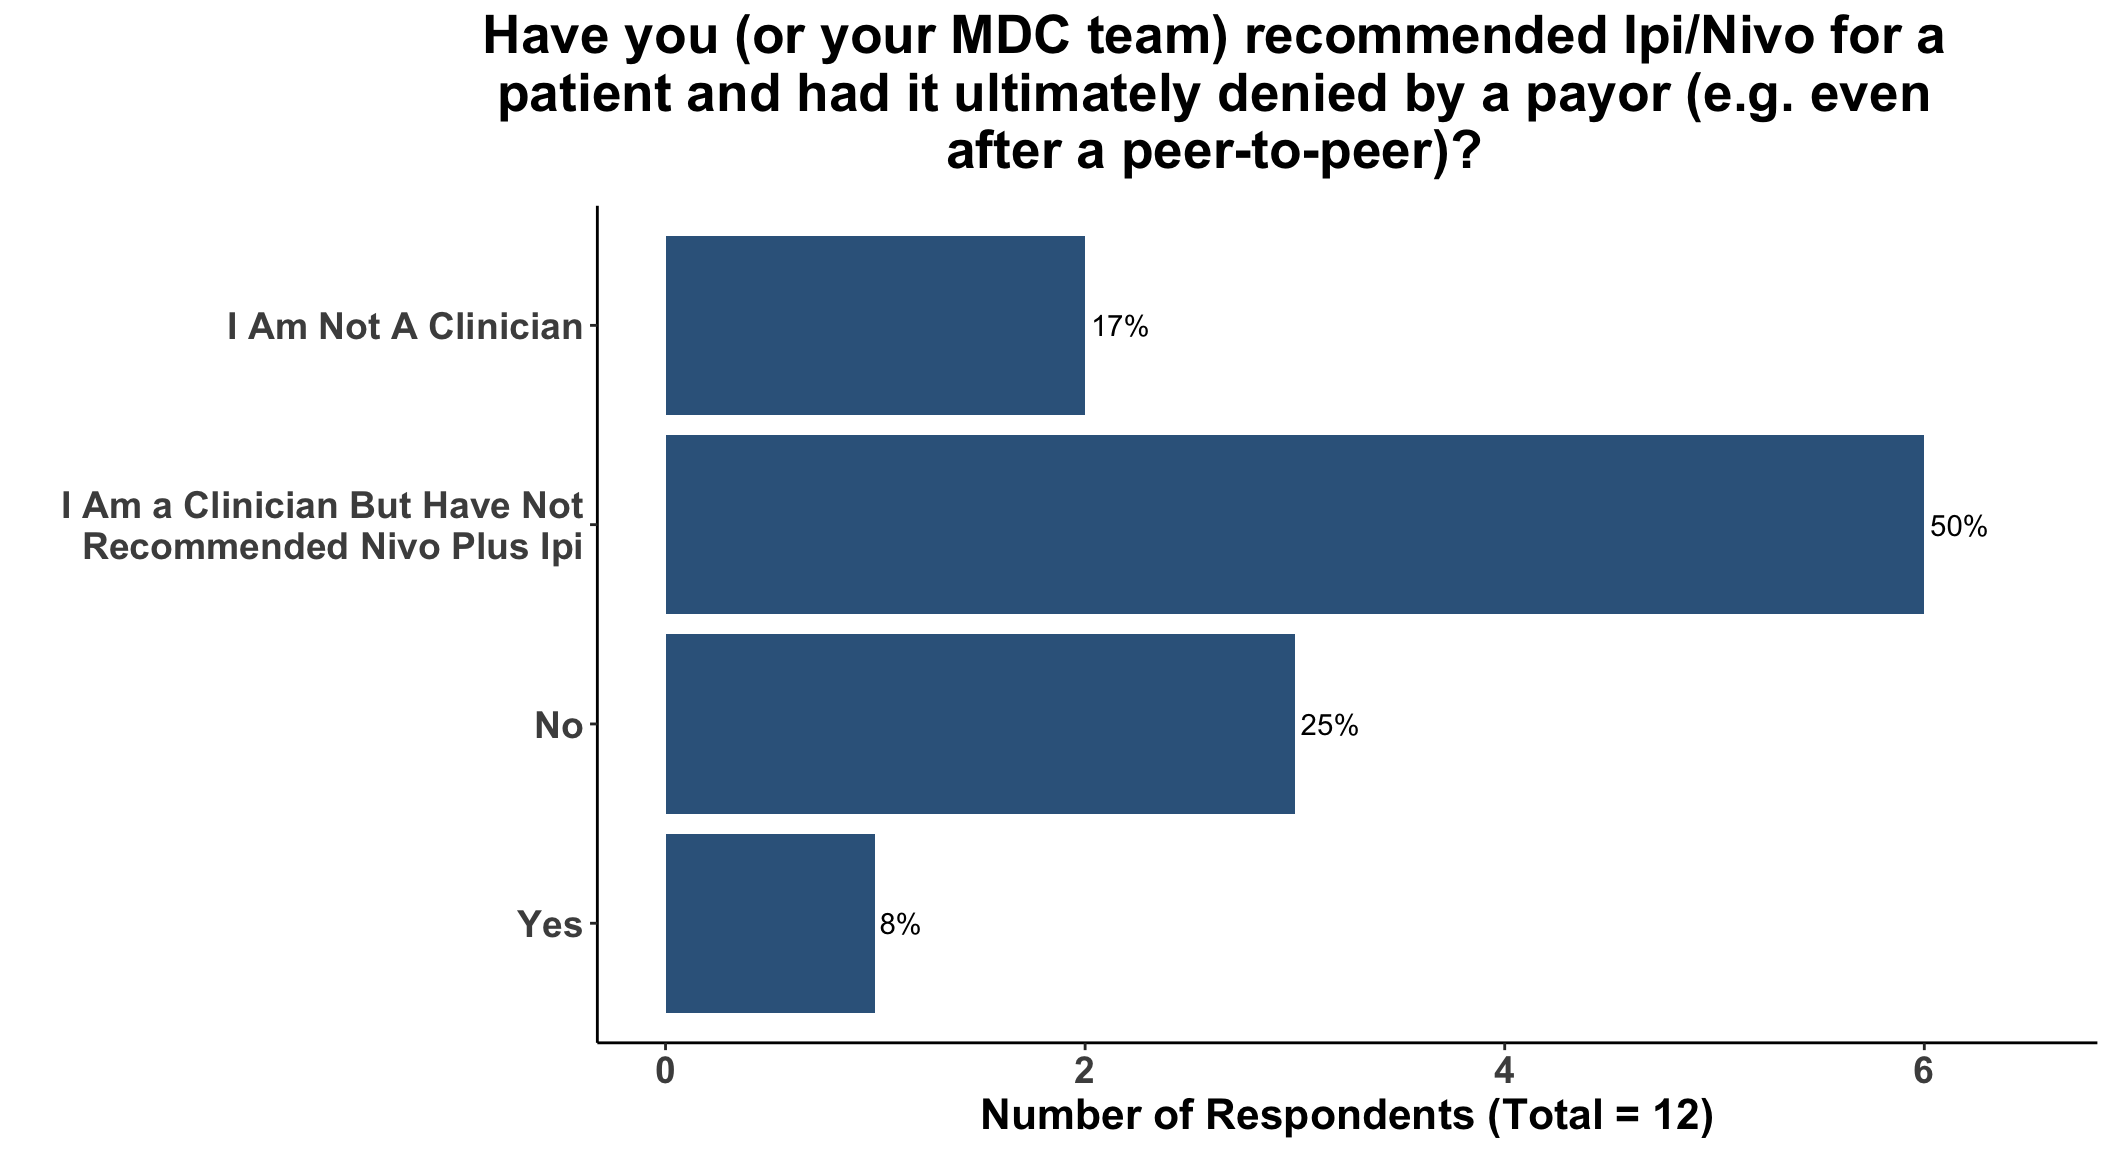 Have you (or your MDC team) recommended Ipi/Nivo for a
patient and had it ultimately denied by a payor (e.g. even
after a peer-to-peer)?
I Am Not A Clinician
17%
I Am a Clinician But Have Not
Recommended Nivo Plus Ipi
50%
No
25%
Yes
8%
0 2 4 6
Number of Respondents (Total = 12)